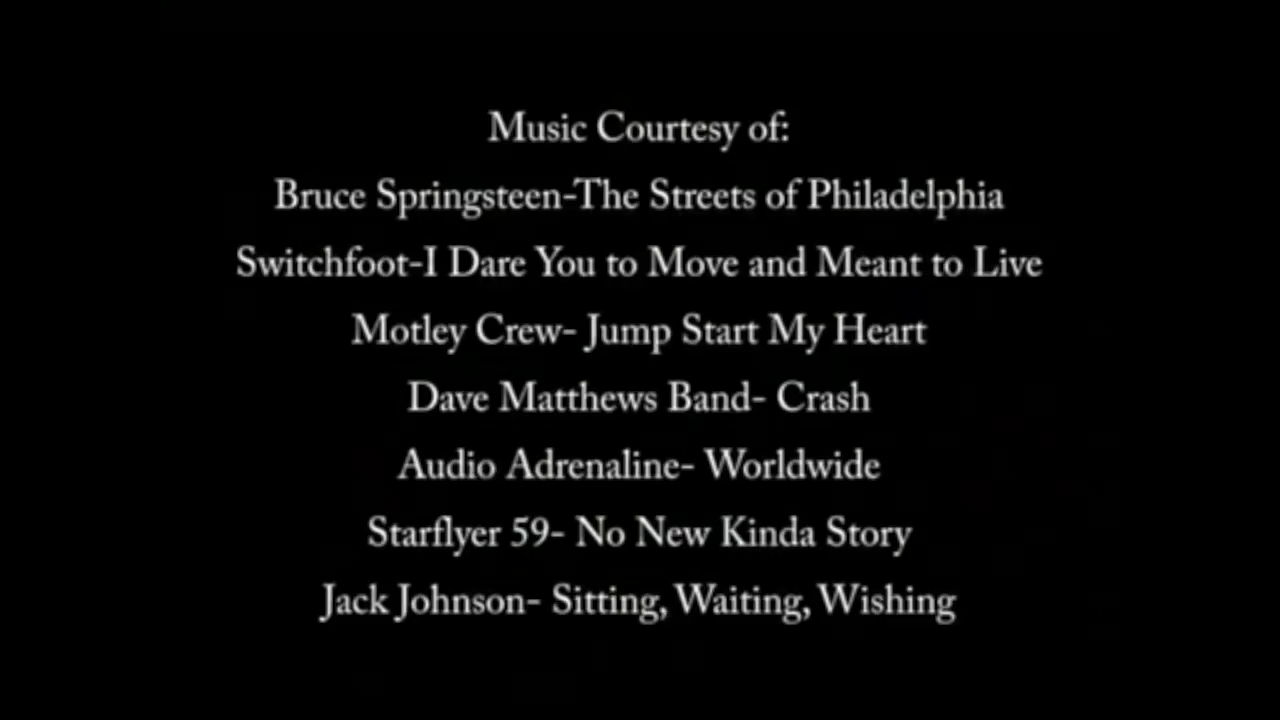 Music Courtesy of:
Bruce Springsteen-The Streets of Philadelphia
Switchfoot-I Dare You to Move and Meant to Live
Motley Crew- Jump Start My Heart
Dave Matthews Band- Crash
Audio Adrenaline- Worldwide
Starflyer 59- No New Kinda Story
Jack Johnson- Sitting, Waiting, Wishing